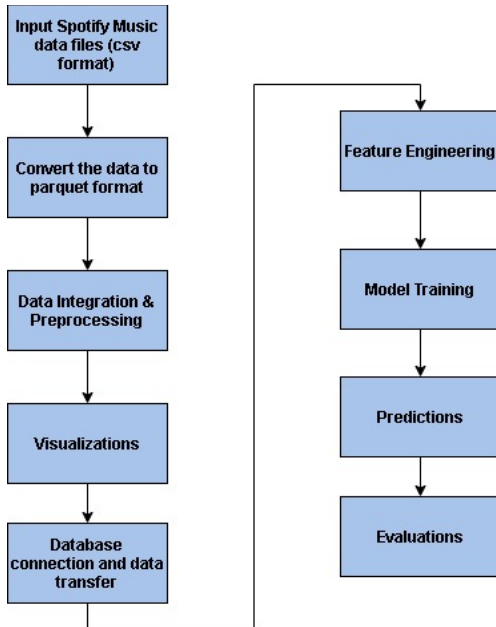 Input Spotify Music
data files (csv
format)
Convert the data to
parquet format
Data Integration &
Preprocessing
Visualizations
Database
connection and data
transfer
Feature Engineering
Model Training
Predictions
Evaluations